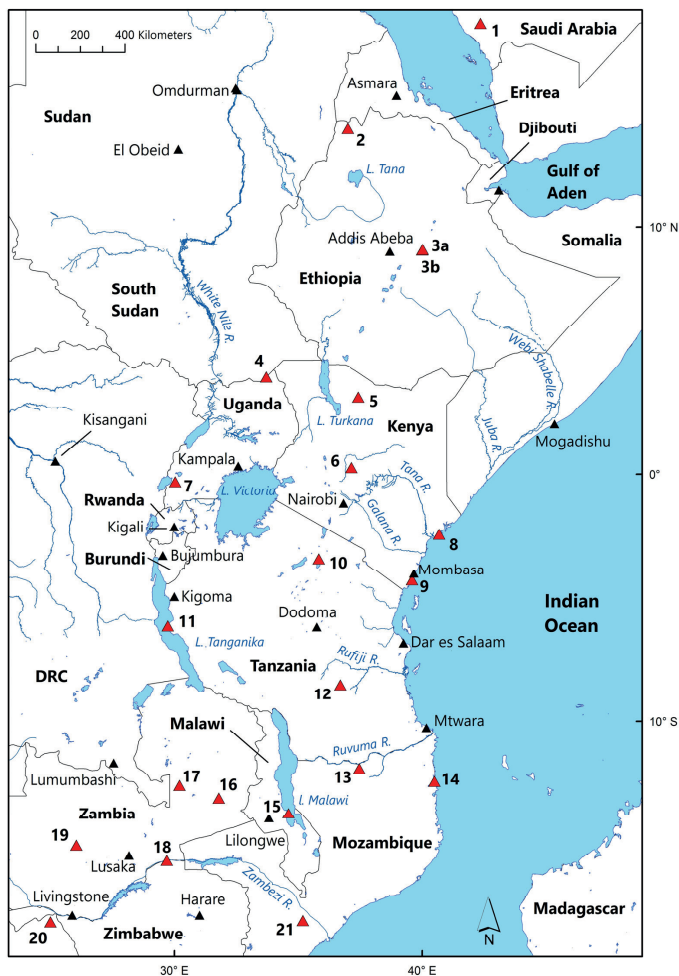 0 200 400 Kilometers
1
Saudi Arabia
Asmara
Omdurman
Eritrea
Sudan
2
Djibouti
El Obeid
L. Tana
Gulf of
Aden
10°N
Addis Abeba
3a
3b
Somalia
Ethiopia
South
Sudan
White Nile R.
Webi Shabelle R.
4
5
Uganda
L. Turkana
Kenya
Juba R.
Kisangani
Mogadishu
Kampala
6
0°
7
L. Victoria
Tana R.
Rwanda
Nairobi
Galana R.
Kigali
8
Burundi
Bujumbura
10
Mombasa
9
Kigoma
Indian
Ocean
Dodoma
11
L. Tanganika
Dar es Salaam
Tanzania
Rufiji R.
DRC
12
Malawi
Mtwara
10°S
Ruvuma R.
Lumumbashi
17
16
13
14
l. Malawi
15
Zambia
19
18
Lilongwe
Mozambique
Lusaka
Livingstone
Harare
Zambezi R.
Madagascar
20
Zimbabwe
21
N
30° E
40° E